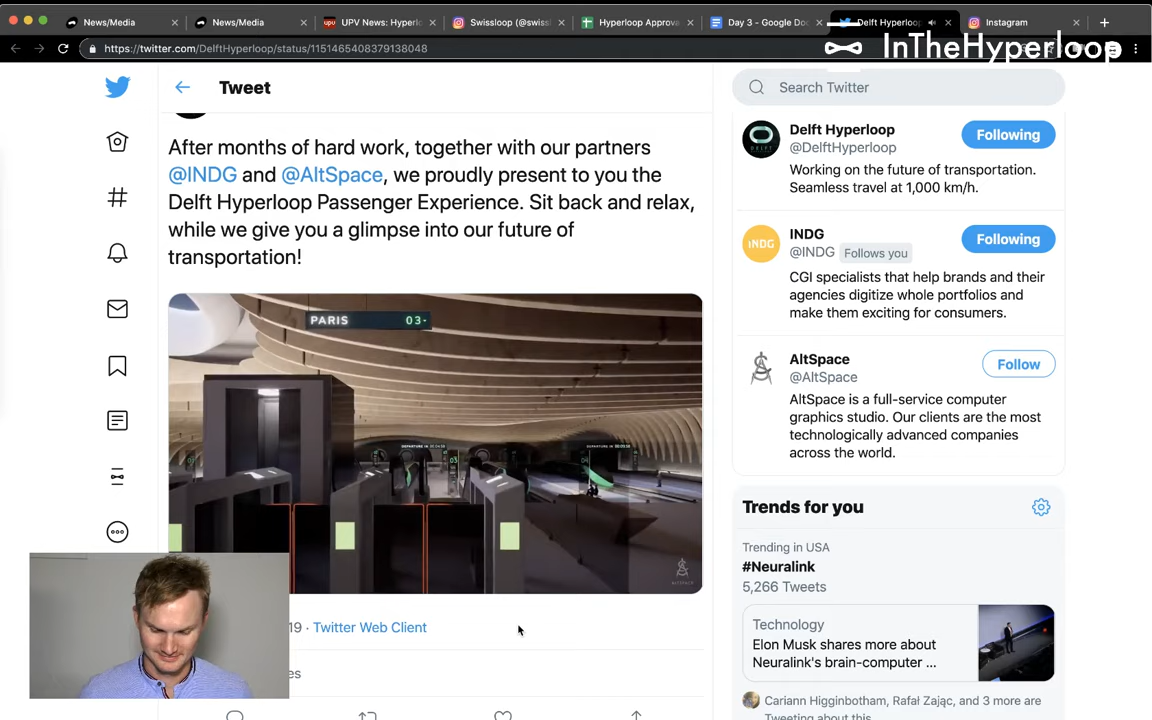 News/Media
News/Media
UPV News: Hyperl
Swissloop (@swiss
Hyperloop Approva
Day 3 - Google Do
Delft Hyperloop
Instagram
https://twitter.com/DelftHyperloop/status/1151465408379138048
InTheHyperloop
Tweet
Search Twitter
After months of hard work, together with our partners
@INDG and @AltSpace, we proudly present to you the
Delft Hyperloop Passenger Experience. Sit back and relax,
while we give you a glimpse into our future of
transportation!
PARIS 03-
19 · Twitter Web Client
es
Delft Hyperloop
@DelftHyperloop
Following
Working on the future of transportation.
Seamless travel at 1,000 km/h.
INDG
INDG
@INDG Follows you
Following
CGI specialists that help brands and their
agencies digitize whole portfolios and
make them exciting for consumers.
AltSpace
@AltSpace
Follow
AltSpace is a full-service computer
graphics studio. Our clients are the most
technologically advanced companies
across the world.
Trends for you
Trending in USA
#Neuralink
5,266 Tweets
Technology
Elon Musk shares more about
Neuralink's brain-computer ...
Cariann Higginbotham, Rafał Zając, and 3 more are
Tweeting about this